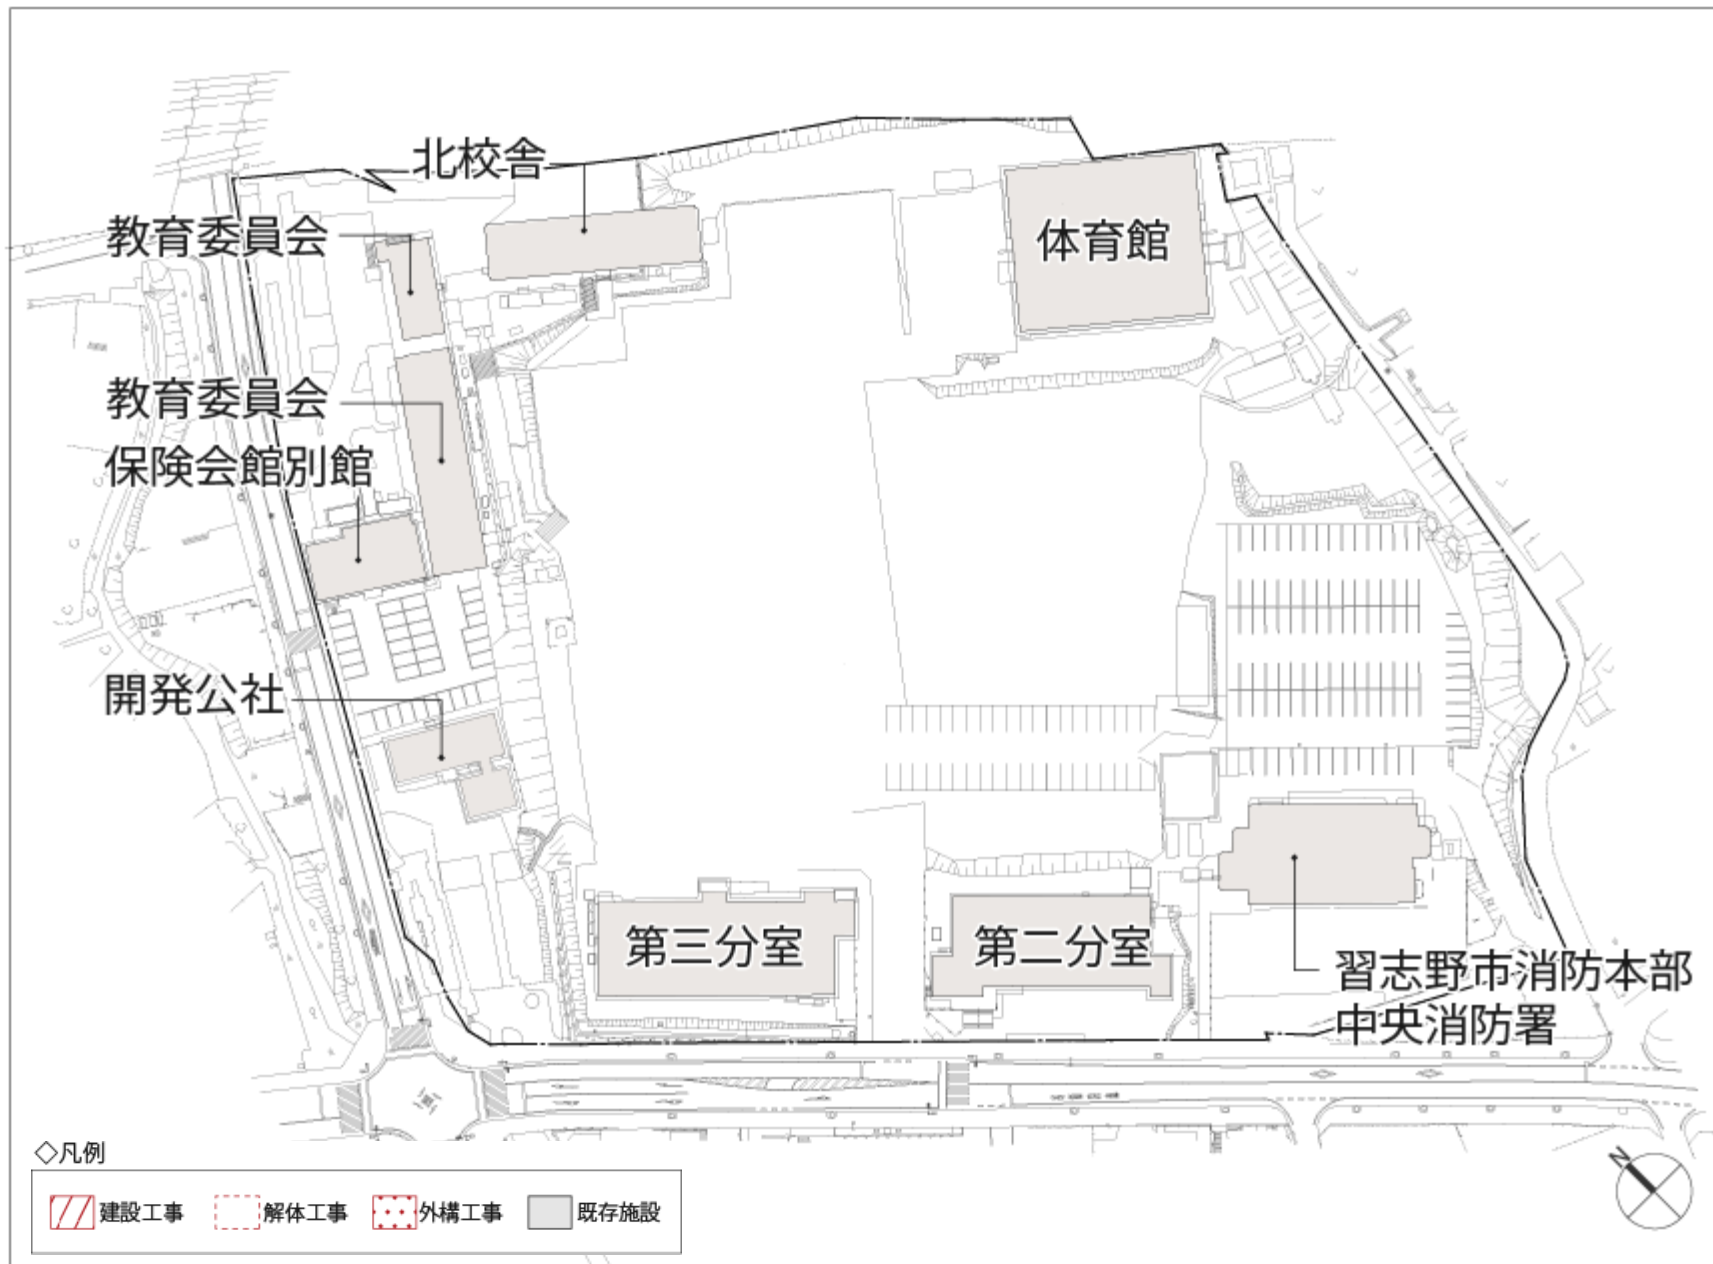 北校舎
教育委員会
体育館
教育委員会
保険会館別館
開発公社
第三分室
第二分室
習志野市消防本部
中央消防署
◇凡例
建設工事
解体工事
外構工事
既存施設
N